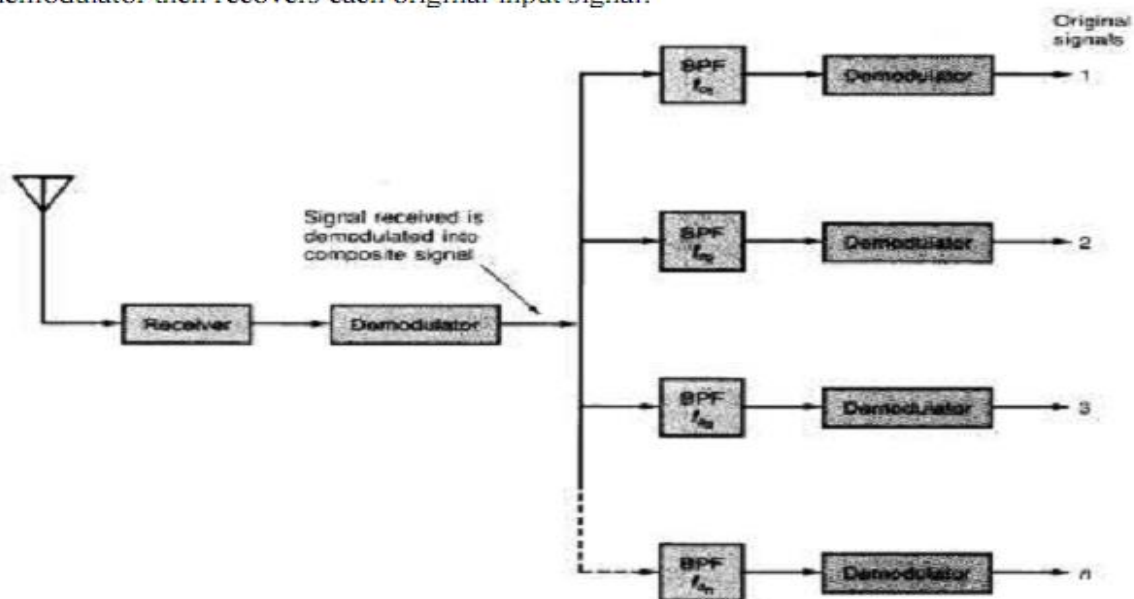 demodulator then recovers each original input signal.
Original
signals
BPF
Demodulator
1
Signal received is
demodulated into
composite signal
BPF
Demodulator
2
Receiver
Demodulator
BPF
Demodulator
3
BPF
Demodulator
n